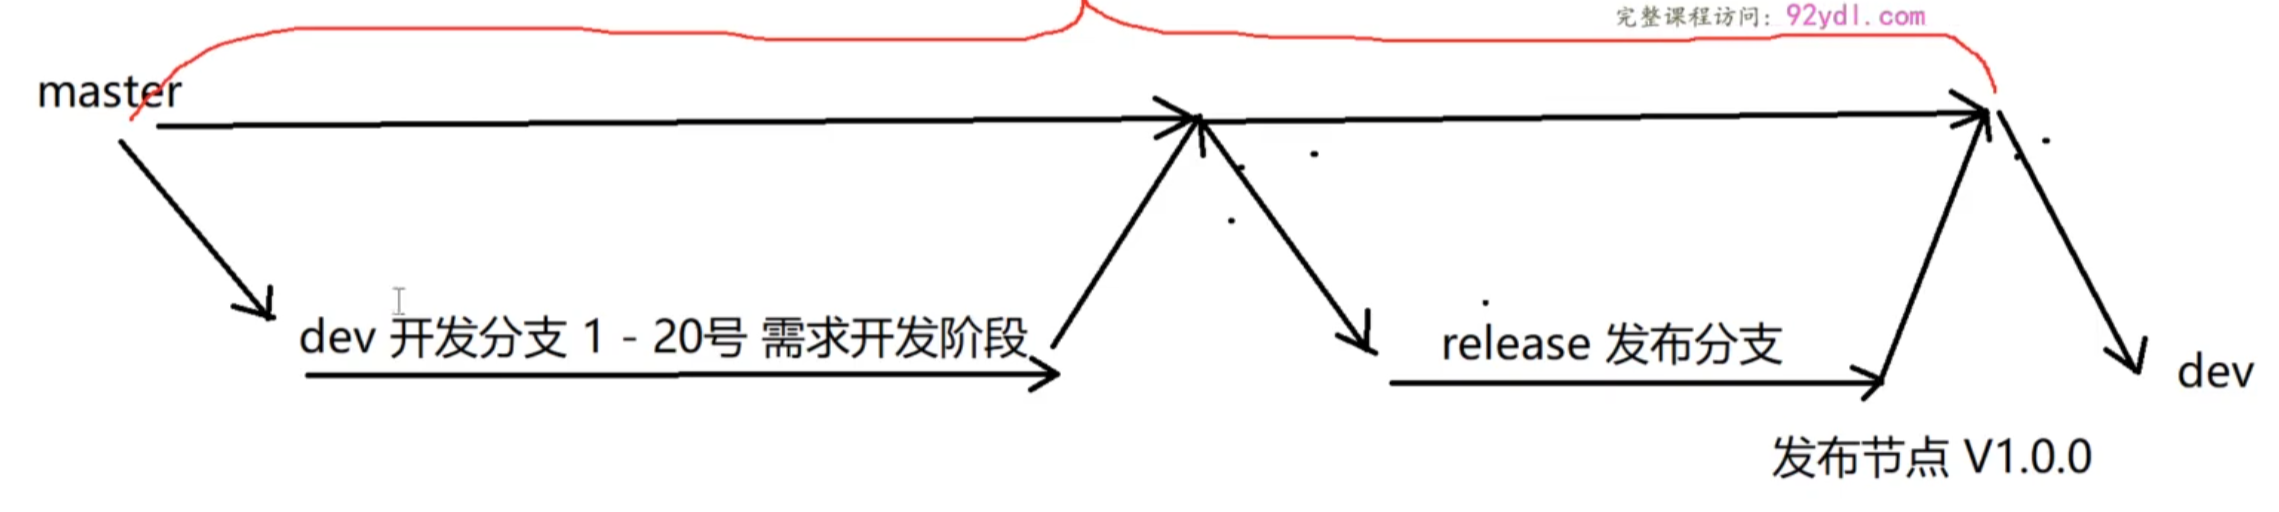 完整课程访问: 92ydl.com
master
dev 开发分支 1 - 20号 需求开发阶段
release 发布分支
dev
发布节点 V1.0.0